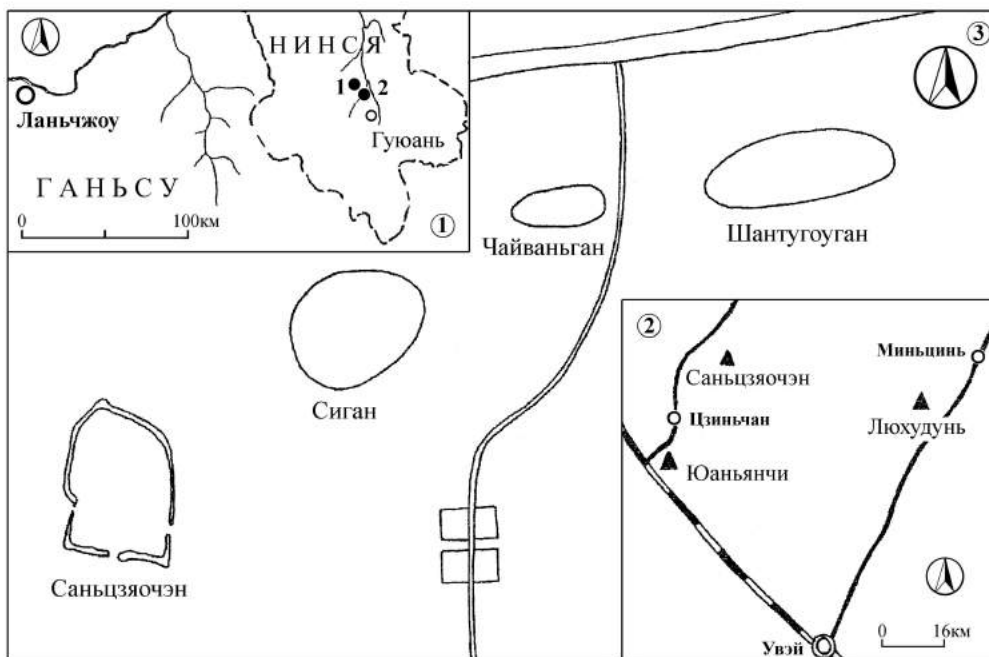 НИНСЯ
1
2
Ланьчжоу
Гуюань
ГАНЬСУ
0
100км
①
③
Чайваньган
Шантугоуган
Сиган
Саньцзяочэн
②
Миньцинь
Саньцзяочэн
Цзиньчан
Люхудунь
Юаньянчи
0
16км
Увэй